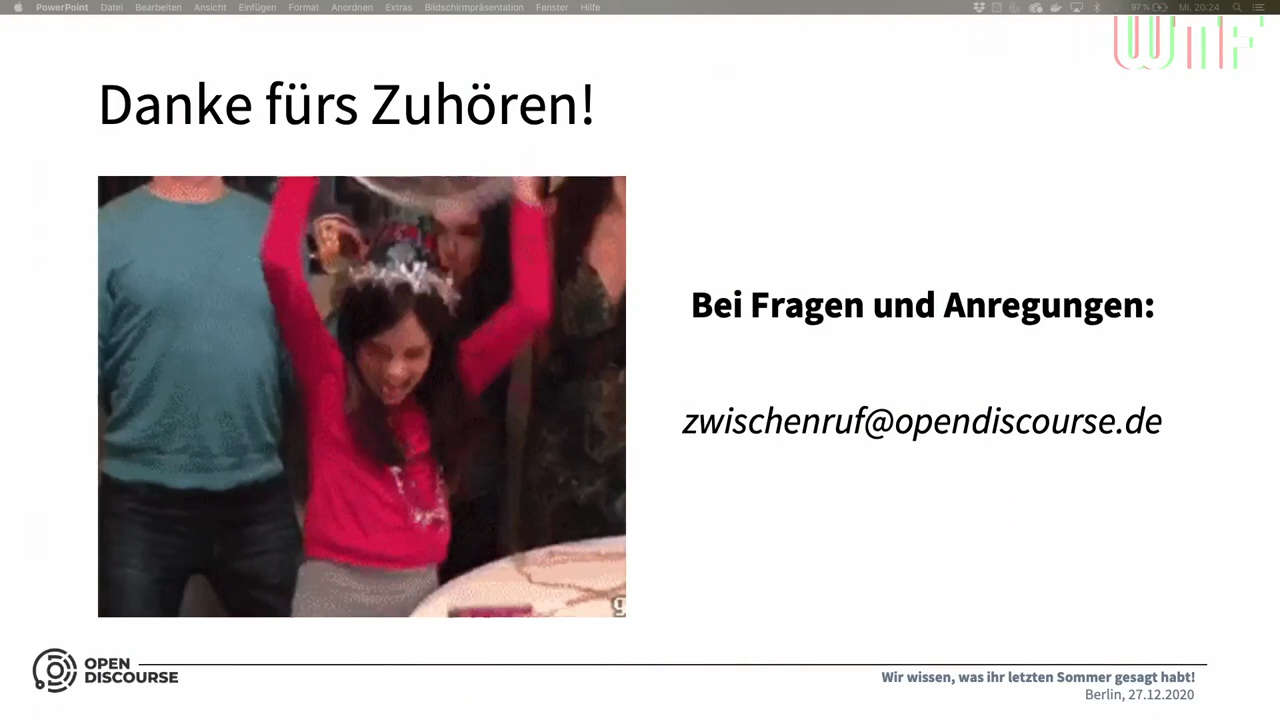 PowerPoint Datei Bearbeiten Ansicht Einfügen Format Anordnen Extras Bildschirmpräsentation Fenster Hilfe 97 % Mi. 20:24
Danke fürs Zuhören!
Bei Fragen und Anregungen:
zwischenruf@opendiscourse.de
g
OPEN
DISCOURSE
Wir wissen, was ihr letzten Sommer gesagt habt!
Berlin, 27.12.2020